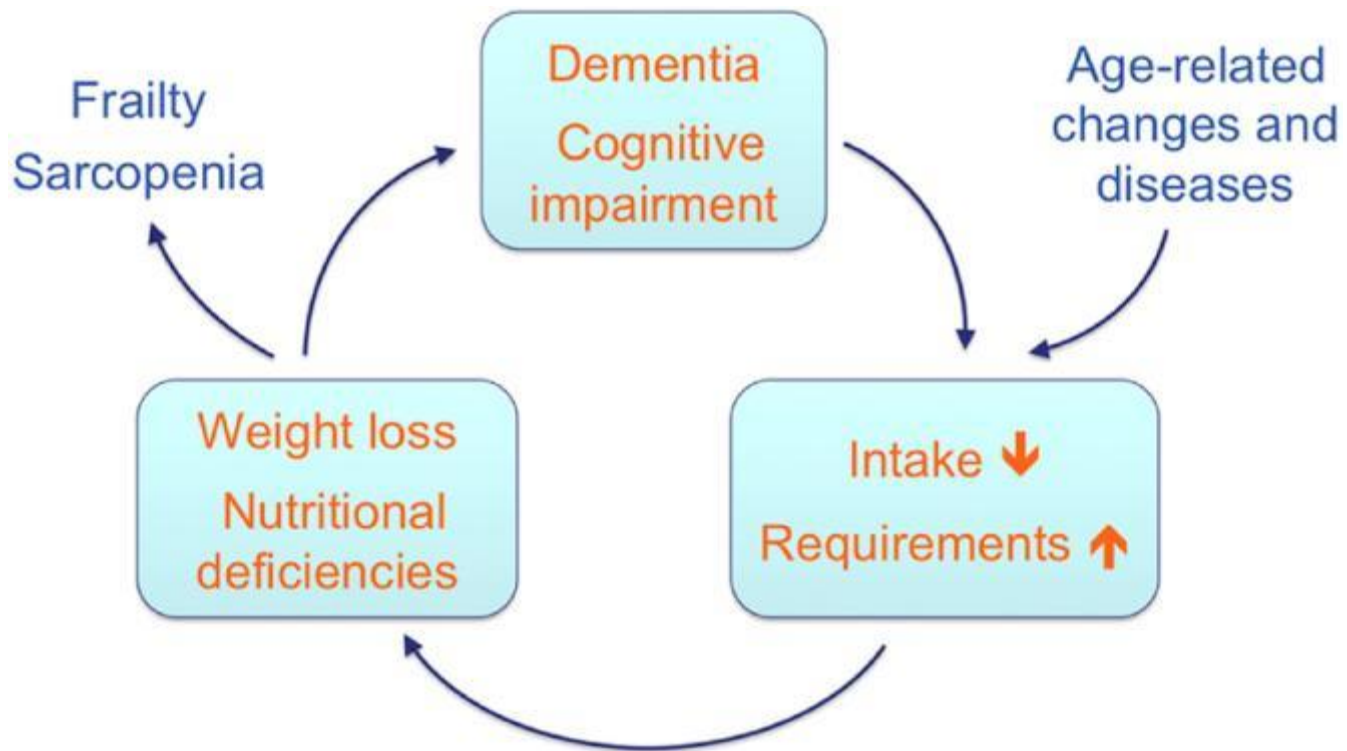 Dementia
Cognitive
impairment
Age-related
changes and
diseases
Frailty
Sarcopenia
Weight loss
Nutritional
deficiencies
Intake ↓
Requirements ↑